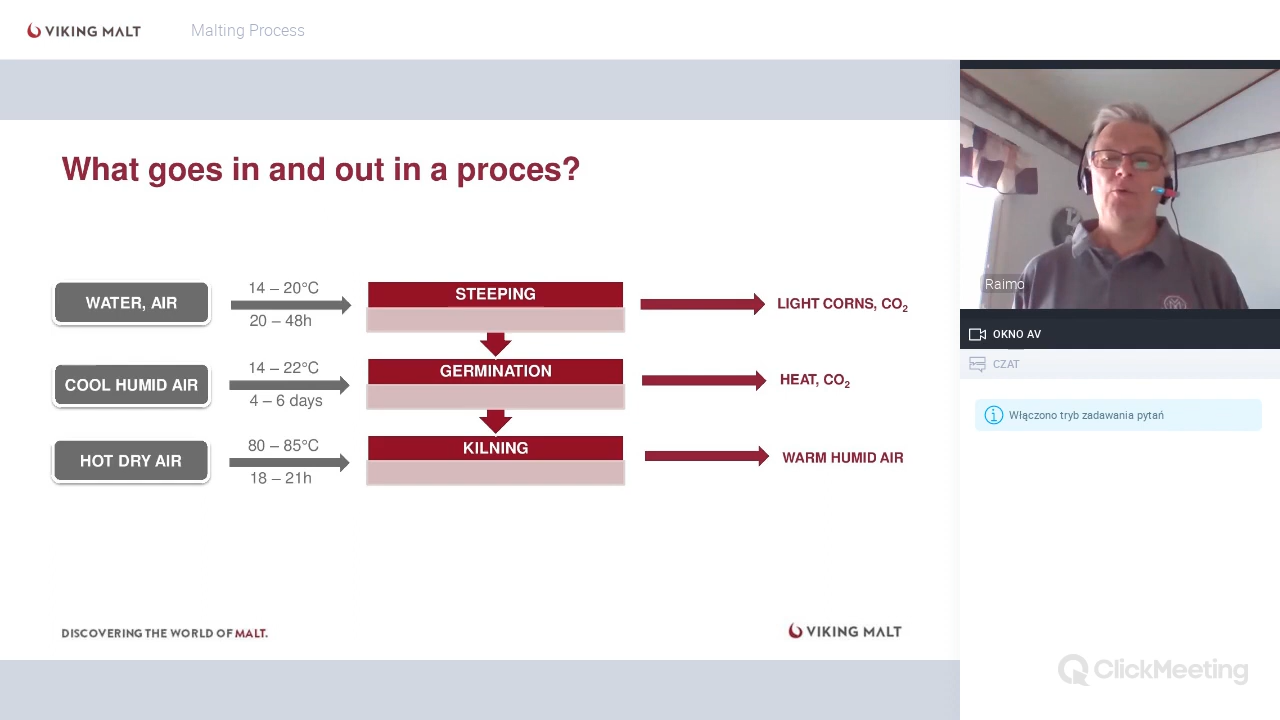 VIKING MALT
Malting Process
What goes in and out in a proces?
WATER, AIR
14 – 20°C
20 – 48h
STEEPING
LIGHT CORNS, CO2
COOL HUMID AIR
14 – 22°C
4 – 6 days
GERMINATION
HEAT, CO2
HOT DRY AIR
80 – 85°C
18 – 21h
KILNING
WARM HUMID AIR
DISCOVERING THE WORLD OF MALT.
VIKING MALT
Raimo
OKNO AV
CZAT
Włączono tryb zadawania pytań
ClickMeeting